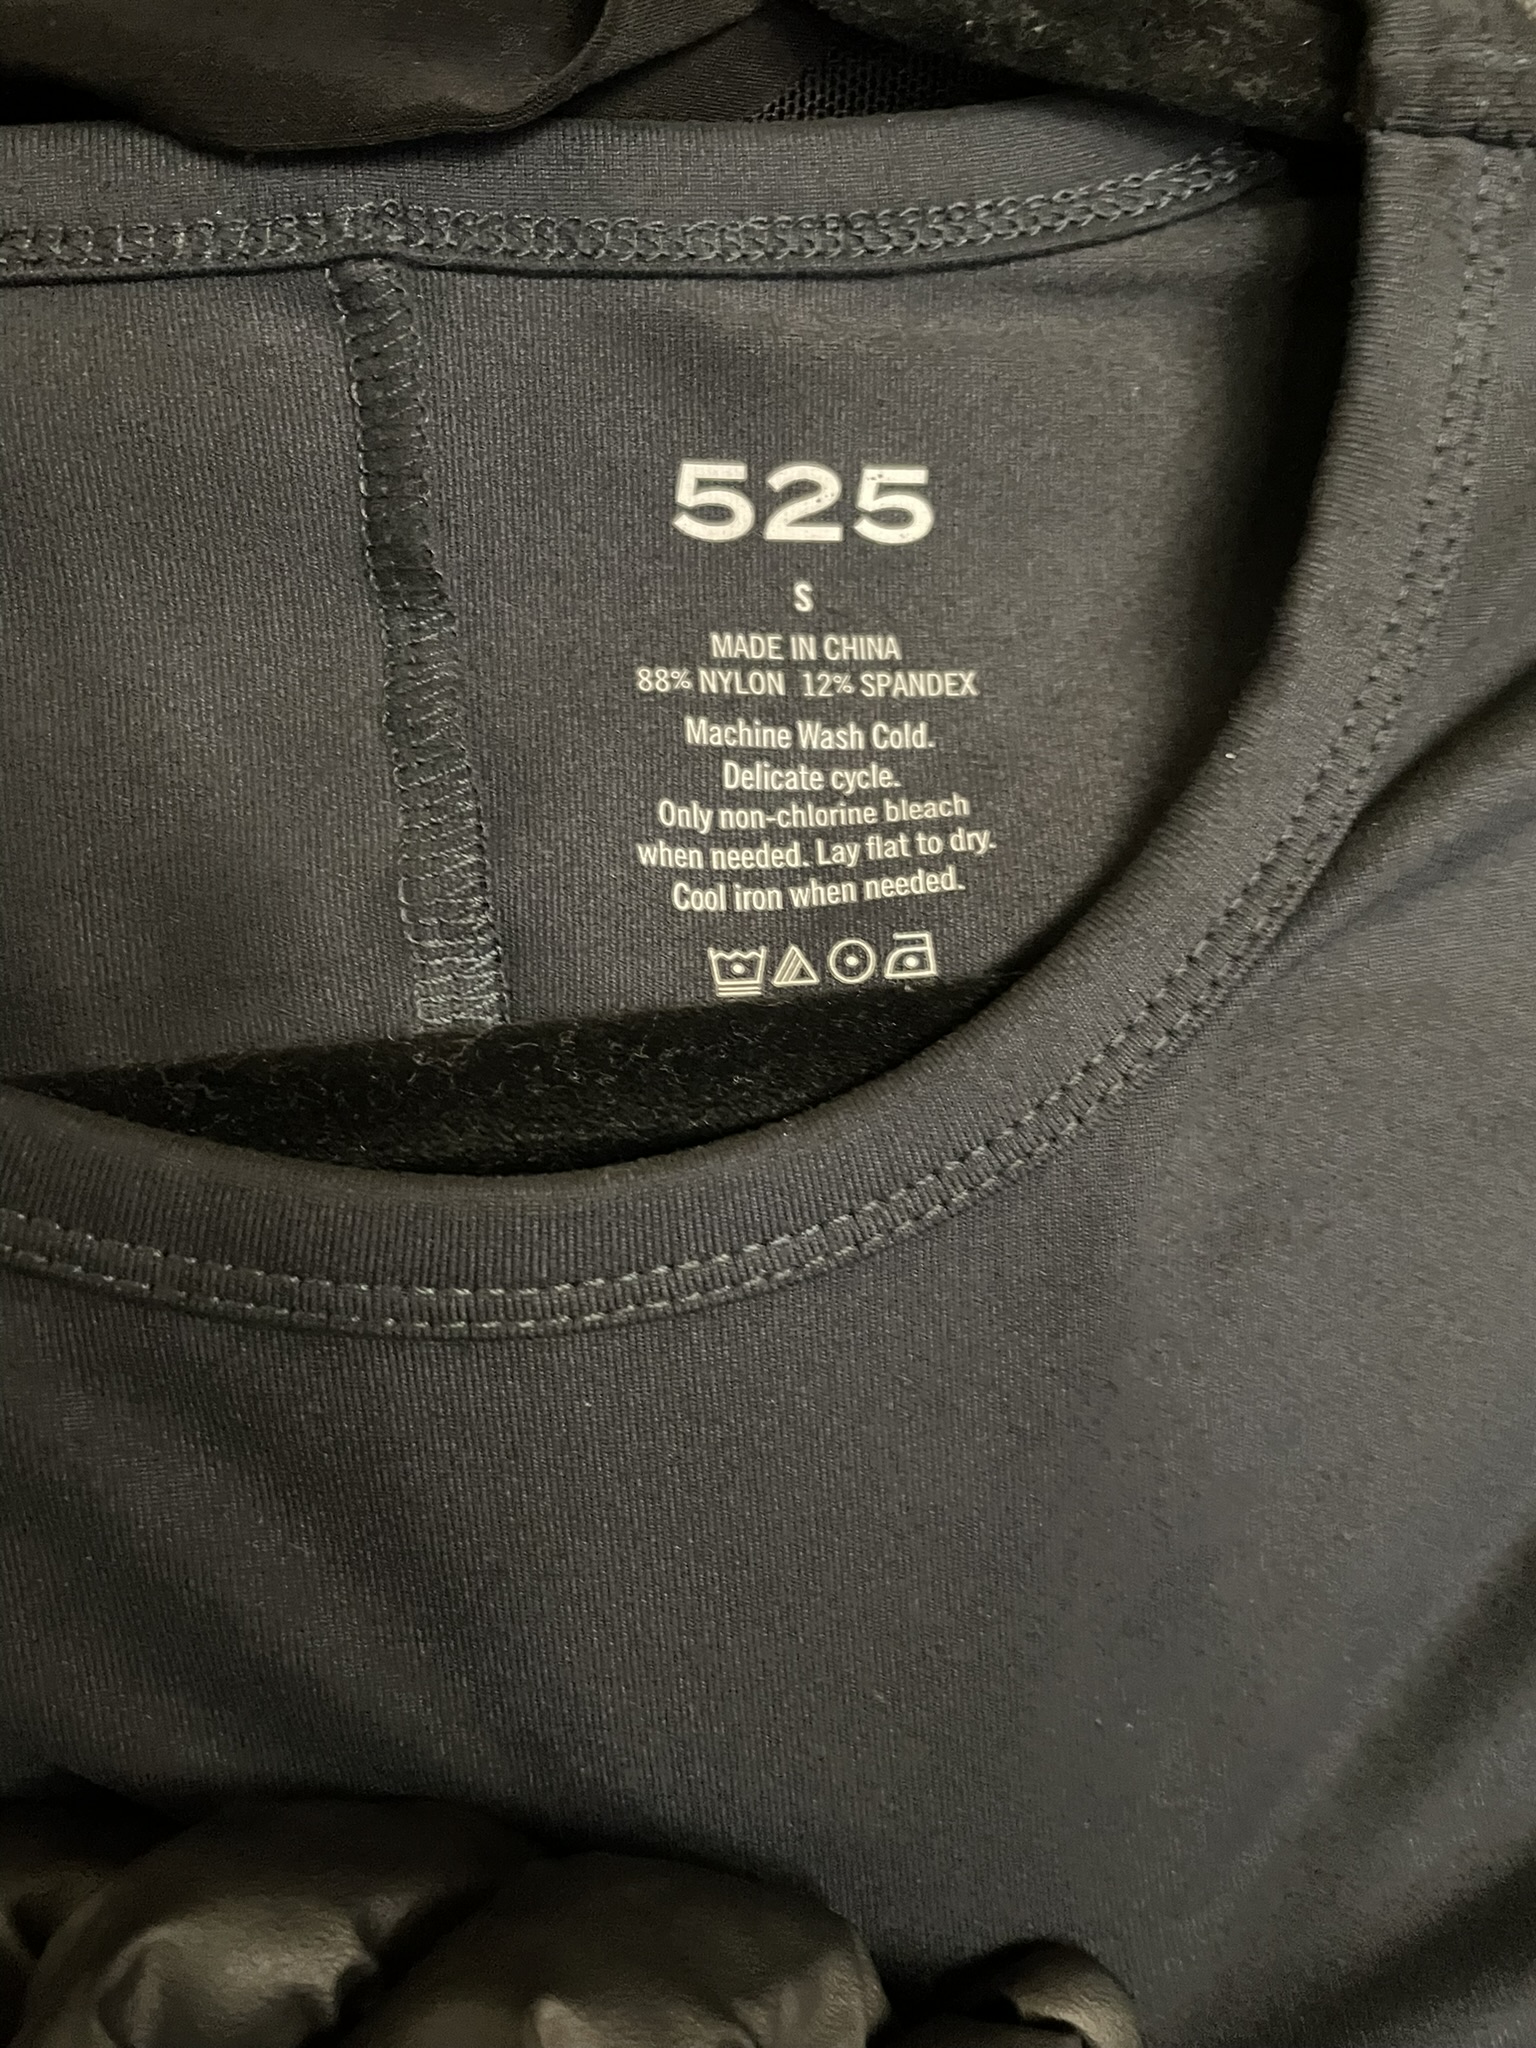 525
S
MADE IN CHINA
88% NYLON 12% SPANDEX
Machine Wash Cold.
Delicate cycle.
Only non-chlorine bleach
when needed. Lay flat to dry.
Cool iron when needed.